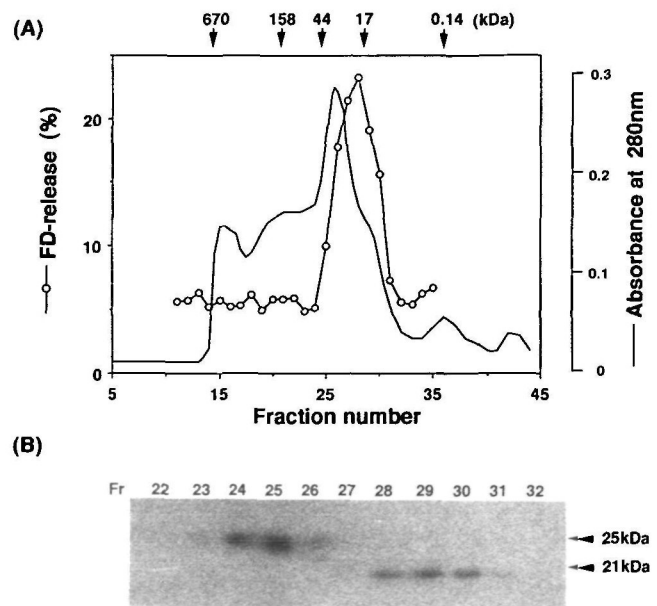 (A)
670 158 44 17 0.14 (kDa)
FD-release (%)
20
10
0
0.3
0.2
0.1
0
Absorbance at 280nm
5 15 25 35 45
Fraction number
(B)
Fr 22 23 24 25 26 27 28 29 30 31 32
25kDa
21kDa